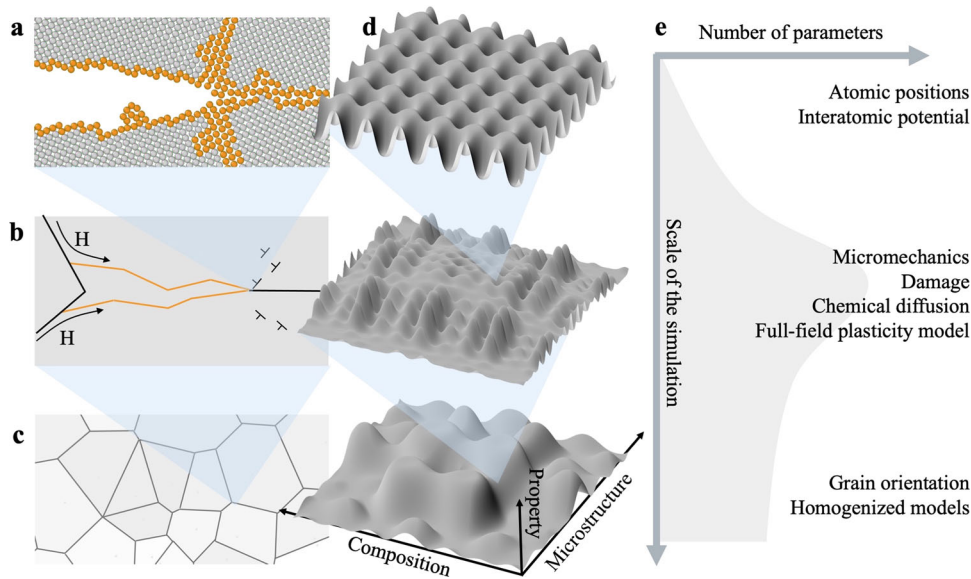 a
d
e
Number of parameters
Atomic positions
Interatomic potential
b
H
H
Scale of the simulation
Micromechanics
Damage
Chemical diffusion
Full-field plasticity model
c
Property
Microstructure
Composition
Grain orientation
Homogenized models